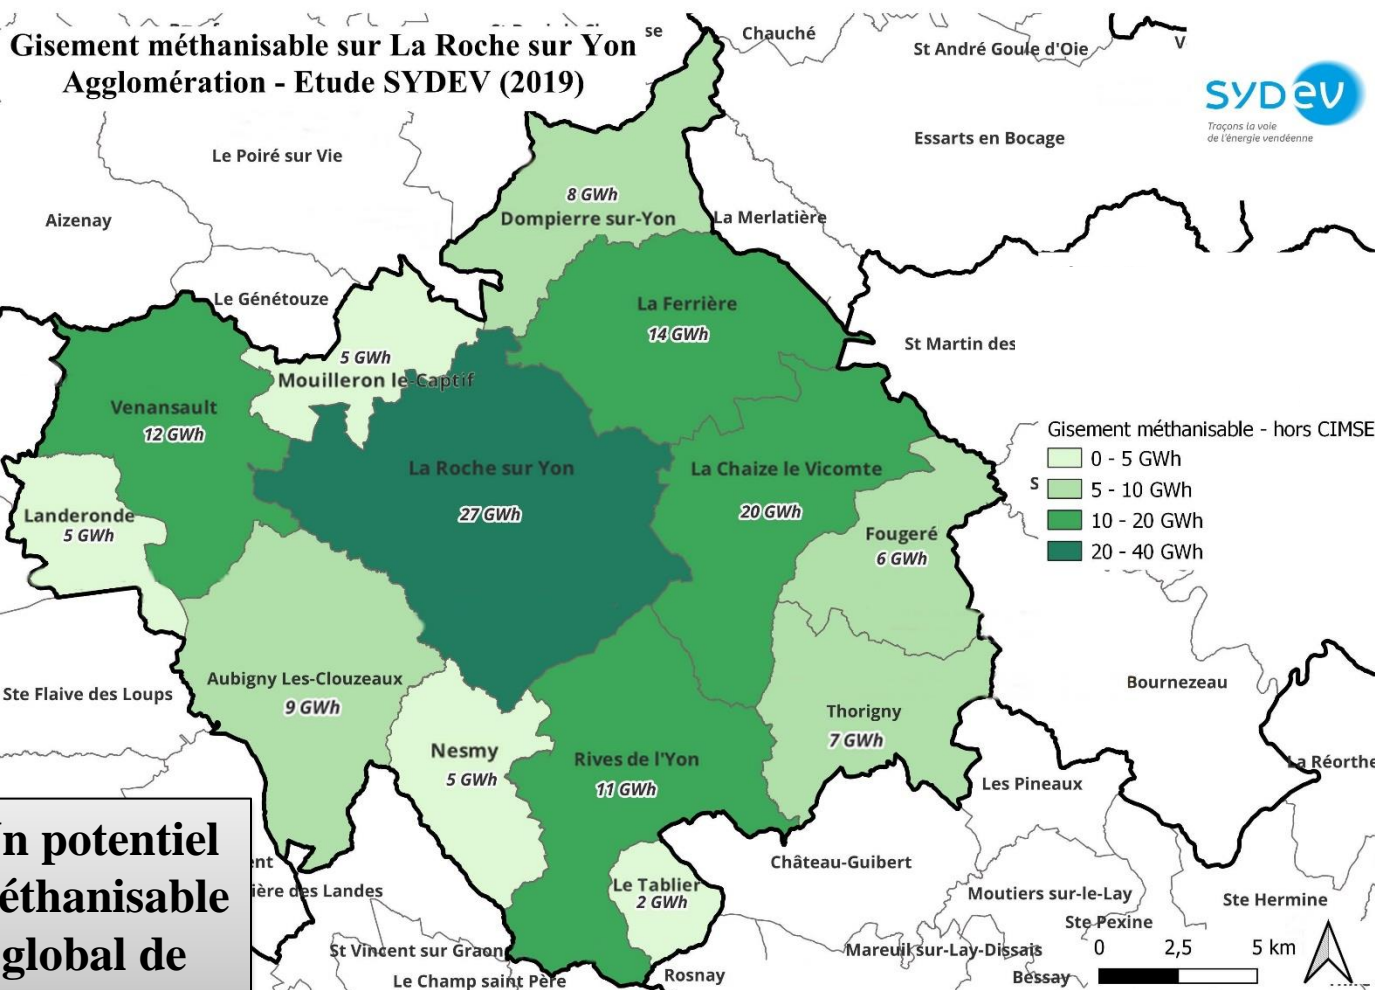 Gisement méthanisable sur La Roche sur Yon
Agglomération - Etude SYDEV (2019)
se
Chauché
St André Goule d'Oie
V
SYDEV
Traçons la voie
de l'énergie vendéenne
Essarts en Bocage
Le Poiré sur Vie
Aizenay
8 GWh
Dompierre sur-Yon
La Merlatière
Le Génétouze
La Ferrière
14 GWh
St Martin des
5 GWh
Mouilleron le-Captif
Venansault
12 GWh
Gisement méthanisable - hors CIMSE
0 - 5 GWh
5 - 10 GWh
10 - 20 GWh
20 - 40 GWh
S
La Roche sur Yon
27 GWh
La Chaize le Vicomte
20 GWh
Landeronde
5 GWh
Fougeré
6 GWh
Ste Flaive des Loups
Aubigny Les-Clouzeaux
9 GWh
Bournezeau
Thorigny
7 GWh
Nesmy
5 GWh
Rives de l'Yon
11 GWh
Les Pineaux
La Réorthe
n potentiel
éthanisable
global de
ent
ière des Landes
Château-Guibert
Le Tablier
2 GWh
Moutiers sur-le-Lay
Ste Hermine
Ste Pexine
St Vincent sur Graon
Mareuil-sur-Lay-Dissais
Le Champ saint Père
Rosnay
Bessay
0 2,5 5 km